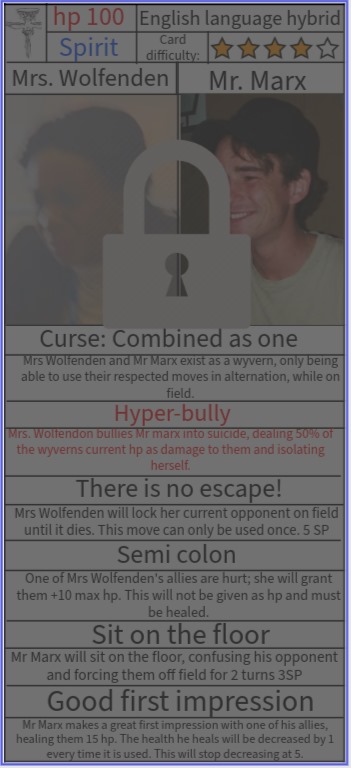 hp 100
English language hybrid
Spirit
Card
difficulty:
Mrs. Wolfenden
Mr. Marx
Curse: Combined as one
Mrs Wolfenden and Mr Marx exist as a wyvern, only being
able to use their respected moves in alternation, while on
field.
Hyper-bully
Mrs. Wolfendon bullies Mr marx into suicide, dealing 50% of
the wyverns current hp as damage to them and isolating
herself.
There is no escape!
Mrs Wolfenden will lock her current opponent on field
until it dies. This move can only be used once. 5 SP
Semi colon
One of Mrs Wolfenden's allies are hurt; she will grant
them +10 max hp. This will not be given as hp and must
be healed.
Sit on the floor
Mr Marx will sit on the floor, confusing his opponent
and forcing them off field for 2 turns 3SP
Good first impression
Mr Marx makes a great first impression with one of his allies,
healing them 15 hp. The health he heals will be decreased by 1
every time it is used. This will stop decreasing at 5.